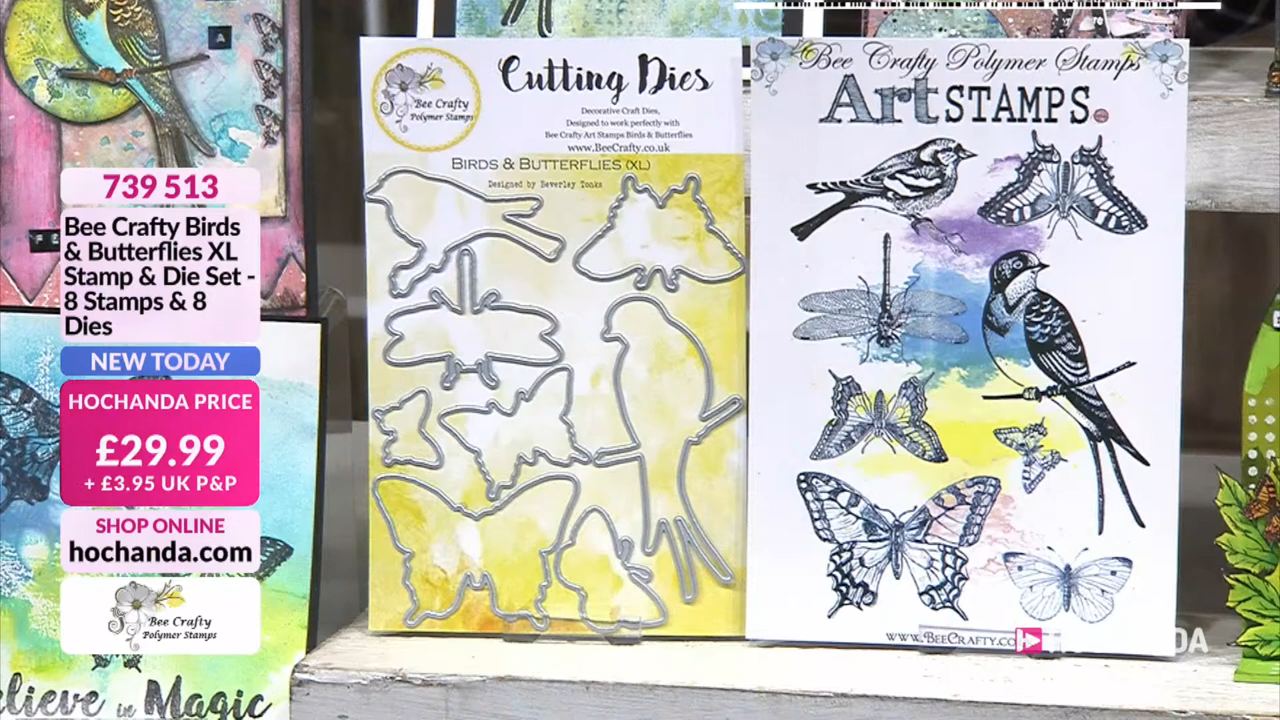 739 513
Bee Crafty Birds
& Butterflies XL
Stamp & Die Set -
8 Stamps & 8
Dies
NEW TODAY
HOCHANDA PRICE
£29.99
+ £3.95 UK P&P
SHOP ONLINE
hochanda.com
Bee Crafty
Polymer Stamps
Bee Crafty
Polymer Stamps
Cutting Dies
Decorative Craft Dies,
Designed to work perfectly with
Bee Crafty Art Stamps Birds & Butterflies
www.BeeCrafty.co.uk
BIRDS & BUTTERFLIES (XL)
Designed by Beverley Tonks
Bee Crafty Polymer Stamps
Art STAMPS.
www.BeeCrafty.co
DA
A
elieve in Magic